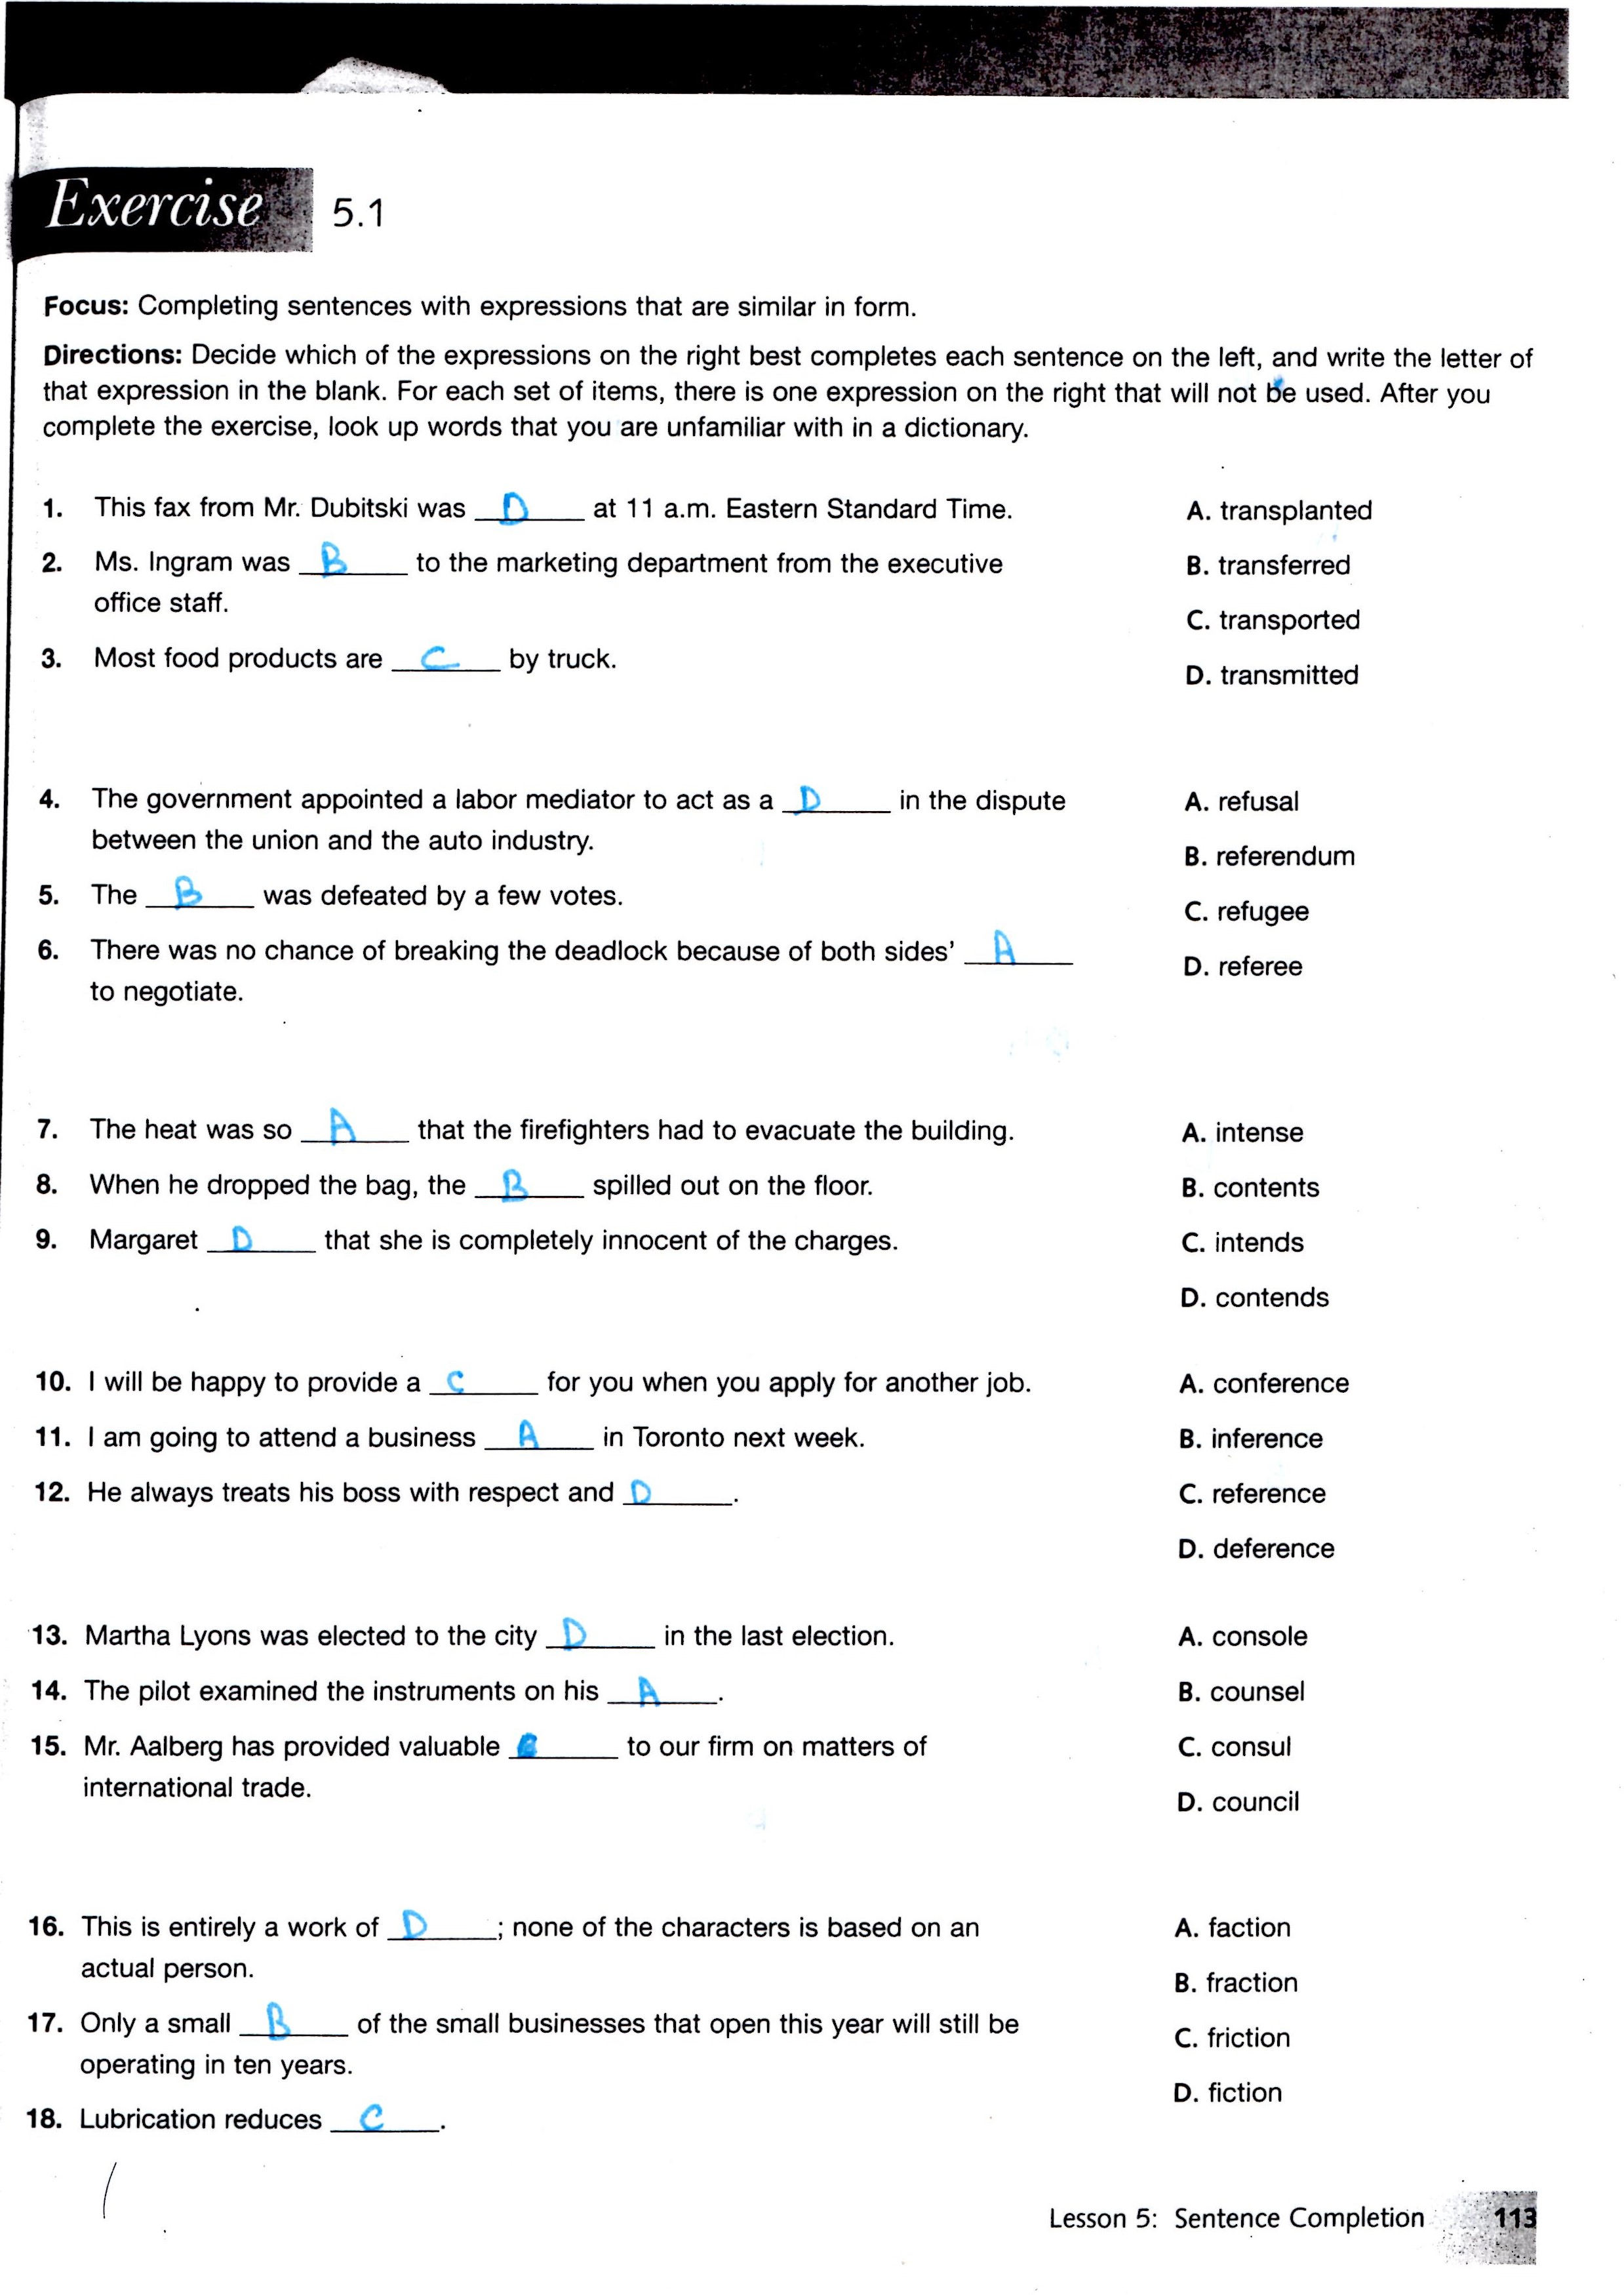 Exercise 5.1
Focus: Completing sentences with expressions that are similar in form.
Directions: Decide which of the expressions on the right best completes each sentence on the left, and write the letter of
that expression in the blank. For each set of items, there is one expression on the right that will not be used. After you
complete the exercise, look up words that you are unfamiliar with in a dictionary.
1. This fax from Mr. Dubitski was D at 11 a.m. Eastern Standard Time.
2. Ms. Ingram was B to the marketing department from the executive
office staff.
3. Most food products are C by truck.
A. transplanted
B. transferred
C. transported
D. transmitted
4. The government appointed a labor mediator to act as a D in the dispute
between the union and the auto industry.
5. The B was defeated by a few votes.
6. There was no chance of breaking the deadlock because of both sides' A
to negotiate.
A. refusal
B. referendum
C. refugee
D. referee
7. The heat was so A that the firefighters had to evacuate the building.
8. When he dropped the bag, the B spilled out on the floor.
9. Margaret D that she is completely innocent of the charges.
A. intense
B. contents
C. intends
D. contends
10. I will be happy to provide a C for you when you apply for another job.
11. I am going to attend a business A in Toronto next week.
12. He always treats his boss with respect and D.
A. conference
B. inference
C. reference
D. deference
13. Martha Lyons was elected to the city D in the last election.
14. The pilot examined the instruments on his A.
15. Mr. Aalberg has provided valuable to our firm on matters of
international trade.
A. console
B. counsel
C. consul
D. council
16. This is entirely a work of D; none of the characters is based on an
actual person.
17. Only a small B of the small businesses that open this year will still be
operating in ten years.
18. Lubrication reduces C.
A. faction
B. fraction
C. friction
D. fiction
Lesson 5: Sentence Completion 113